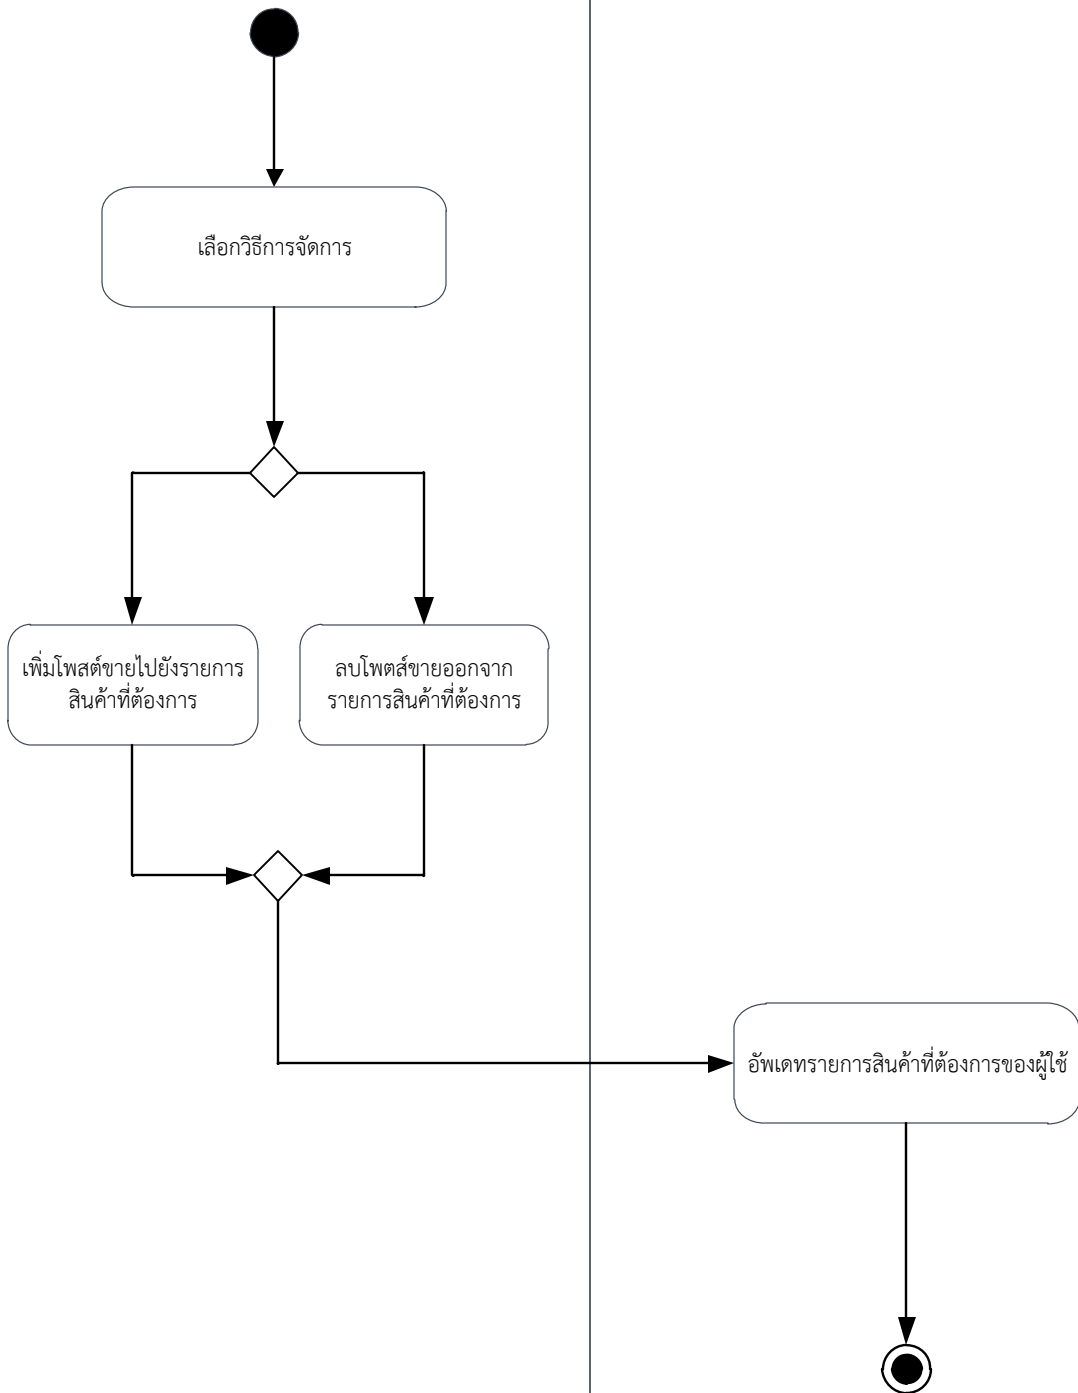 เลือกวิธีการจัดการ
เพิ่มโพสต์ขายไปยังรายการ
สินค้าที่ต้องการ
ลบโพตส์ขายออกจาก
รายการสินค้าที่ต้องการ
อัพเดทรายการสินค้าที่ต้องการของผู้ใช้